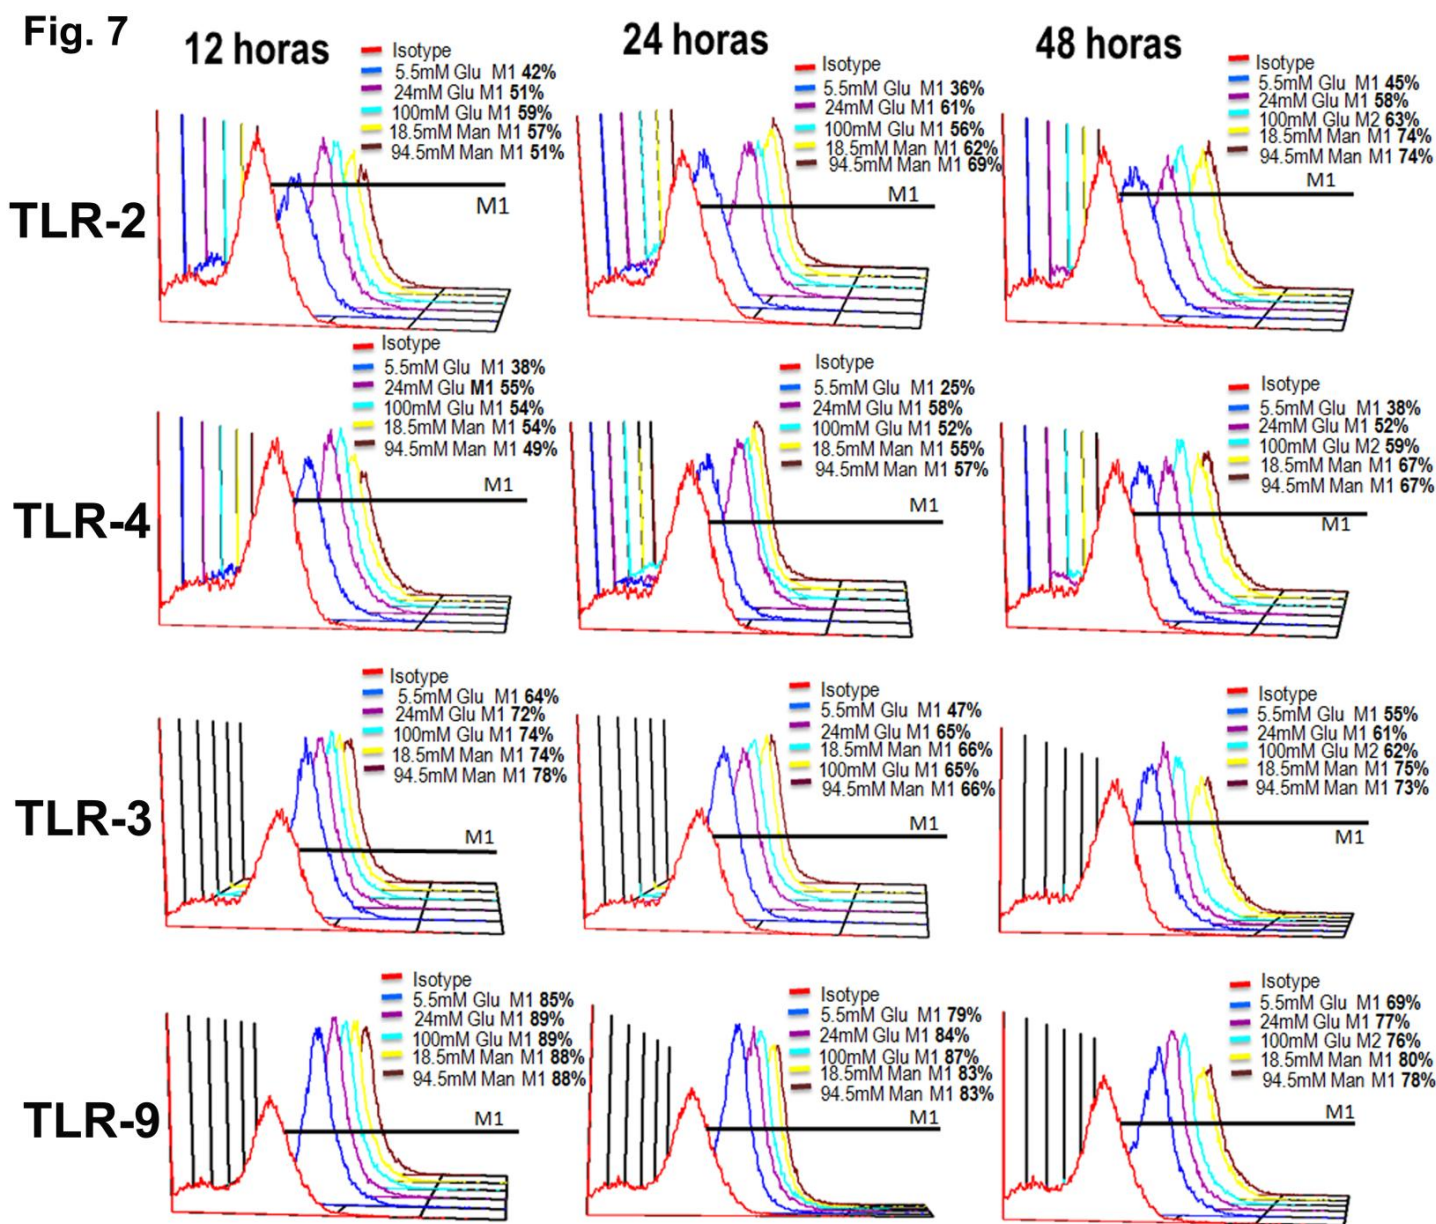 Fig. 7
12 horas
24 horas
48 horas
TLR-2
Isotype
5.5mM Glu M1 42%
24mM Glu M1 51%
100mM Glu M1 59%
18.5mM Man M1 57%
94.5mM Man M1 51%
M1
Isotype
5.5mM Glu M1 36%
24mM Glu M1 61%
100mM Glu M1 56%
18.5mM Man M1 62%
94.5mM Man M1 69%
M1
Isotype
5.5mM Glu M1 45%
24mM Glu M1 58%
100mM Glu M2 63%
18.5mM Man M1 74%
94.5mM Man M1 74%
M1
TLR-4
Isotype
5.5mM Glu M1 38%
24mM Glu M1 55%
100mM Glu M1 54%
18.5mM Man M1 54%
94.5mM Man M1 49%
M1
Isotype
5.5mM Glu M1 25%
24mM Glu M1 58%
100mM Glu M1 52%
18.5mM Man M1 55%
94.5mM Man M1 57%
M1
Isotype
5.5mM Glu M1 38%
24mM Glu M1 52%
100mM Glu M2 59%
18.5mM Man M1 67%
94.5mM Man M1 67%
M1
TLR-3
Isotype
5.5mM Glu M1 64%
24mM Glu M1 72%
100mM Glu M1 74%
18.5mM Man M1 74%
94.5mM Man M1 78%
M1
Isotype
5.5mM Glu M1 47%
24mM Glu M1 65%
18.5mM Man M1 66%
100mM Glu M1 65%
94.5mM Man M1 66%
M1
Isotype
5.5mM Glu M1 55%
24mM Glu M1 61%
100mM Glu M2 62%
18.5mM Man M1 75%
94.5mM Man M1 73%
M1
TLR-9
Isotype
5.5mM Glu M1 85%
24mM Glu M1 89%
100mM Glu M1 89%
18.5mM Man M1 88%
94.5mM Man M1 88%
M1
Isotype
5.5mM Glu M1 79%
24mM Glu M1 84%
100mM Glu M1 87%
18.5mM Man M1 83%
94.5mM Man M1 83%
M1
Isotype
5.5mM Glu M1 69%
24mM Glu M1 77%
100mM Glu M2 76%
18.5mM Man M1 80%
94.5mM Man M1 78%
M1